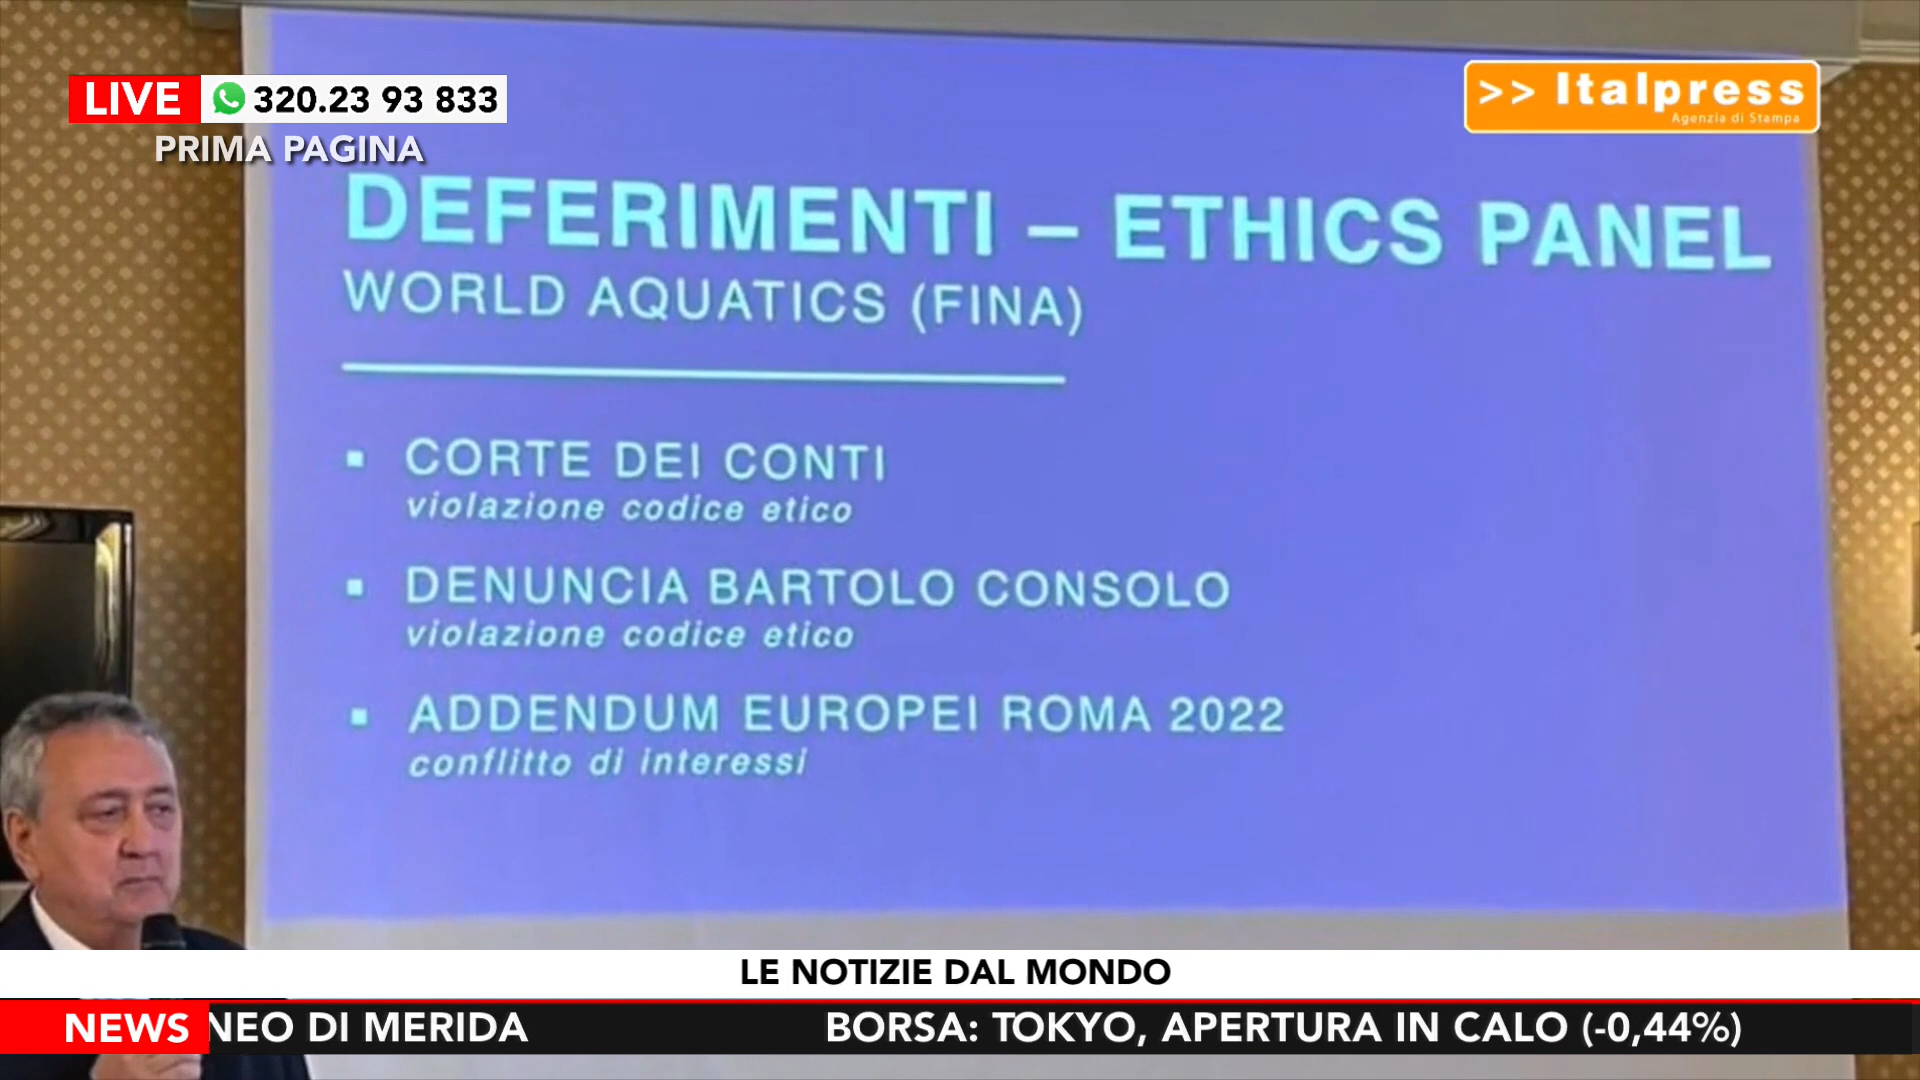 LIVE 320.23 93 833
PRIMA PAGINA
>> Italpress
Agenzia di Stampa
DEFERIMENTI – ETHICS PANEL
WORLD AQUATICS (FINA)
▪ CORTE DEI CONTI
violazione codice etico
▪ DENUNCIA BARTOLO CONSOLO
violazione codice etico
▪ ADDENDUM EUROPEI ROMA 2022
conflitto di interessi
LE NOTIZIE DAL MONDO
NEWS NEO DI MERIDA BORSA: TOKYO, APERTURA IN CALO (-0,44%)